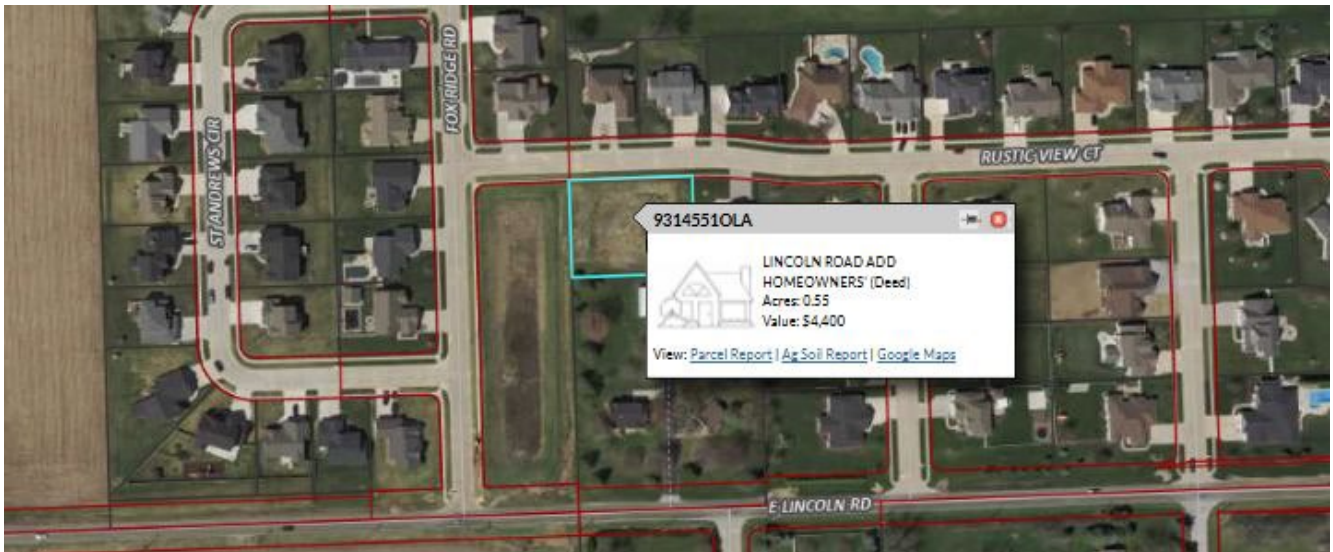 FOX RIDGE RD
ST ANDREWS CIR
RUSTIC VIEW CT
9314551OLA
LINCOLN ROAD ADD
HOMEOWNERS' (Deed)
Acres: 0.55
Value: $4,400
View: Parcel Report | Ag Soil Report | Google Maps
E LINCOLN RD